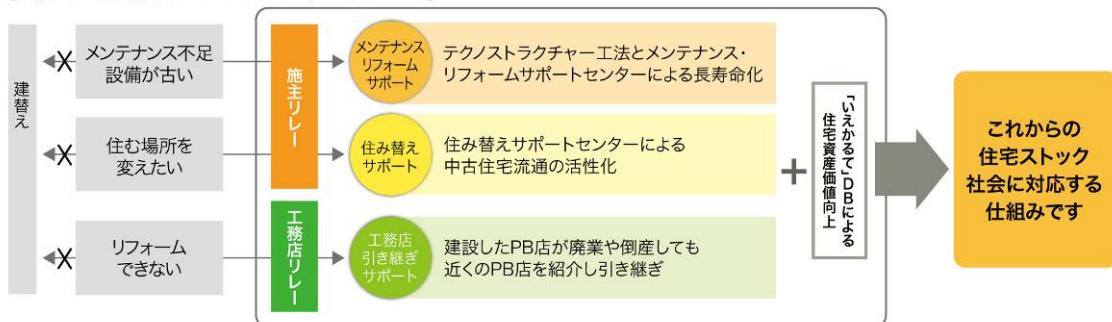 建替え
メンテナンス不足
設備が古い
住む場所を
変えたい
リフォーム
できない
施主リレー
工務店リレー
メンテナンス
リフォーム
サポート
テクノストラクチャー工法とメンテナンス・
リフォームサポートセンターによる長寿命化
住み替え
サポート
住み替えサポートセンターによる
中古住宅流通の活性化
工務店
引き継ぎ
サポート
建設したPB店が廃業や倒産しても
近くのPB店を紹介し引き継ぎ
+
「いえかるて」DBによる
住宅資産価値向上
これからの
住宅ストック
社会に対応する
仕組みです